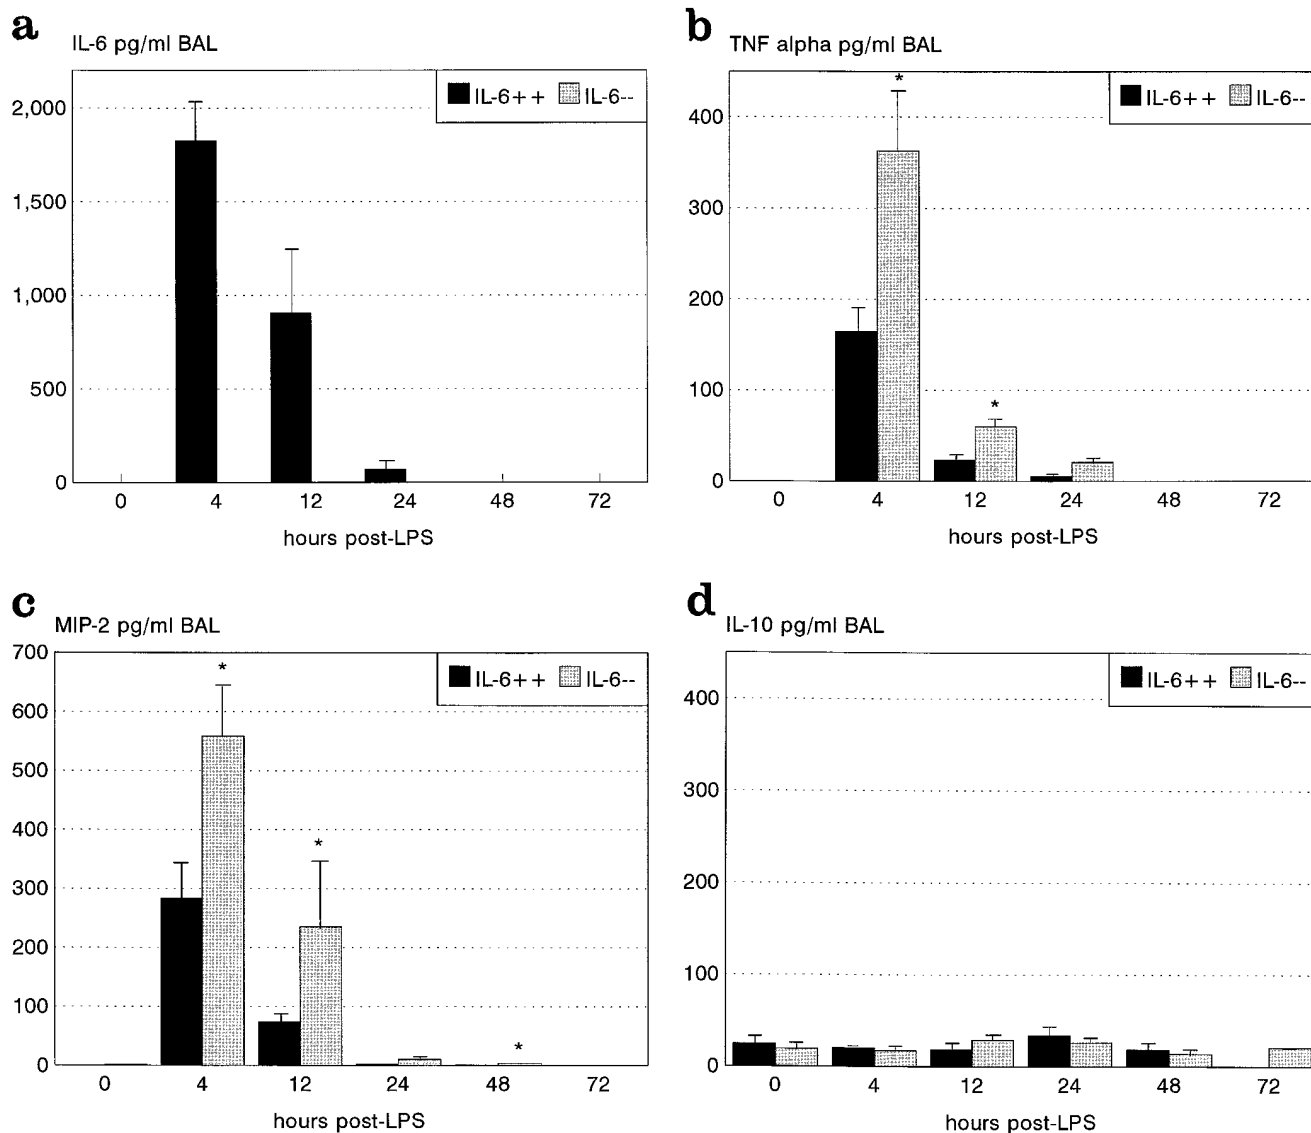 a
IL-6 pg/ml BAL
IL-6++ IL-6--
2,000
1,500
1,000
500
0
0 4 12 24 48 72
hours post-LPS
b
TNF alpha pg/ml BAL
IL-6++ IL-6--
*
400
300
200
100
*
0
0 4 12 24 48 72
hours post-LPS
c
MIP-2 pg/ml BAL
700
IL-6++ IL-6--
*
600
500
400
*
300
200
100
*
0
0 4 12 24 48 72
hours post-LPS
d
IL-10 pg/ml BAL
IL-6++ IL-6--
400
300
200
100
0
0 4 12 24 48 72
hours post-LPS